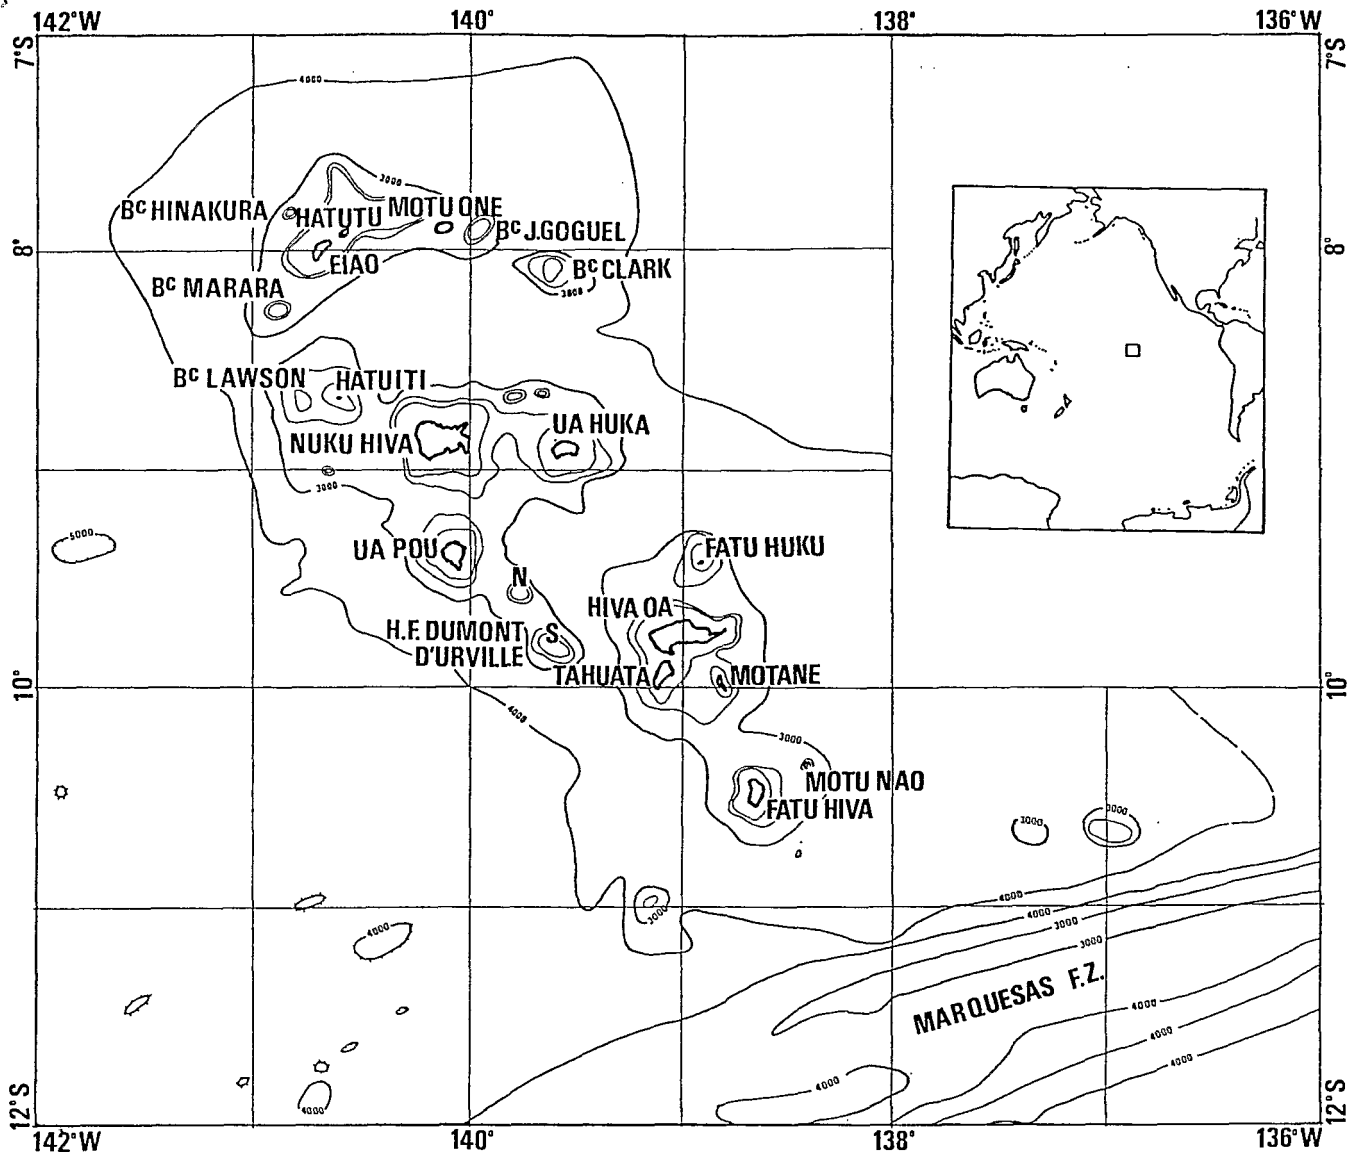 142°W 140° 138° 136°W
7°S 7°S
4000
3000
Bc HINAKURA HATUTU MOTU ONE
Bc J.GOGUEL
8° 8°
EIAO Bc CLARK
Bc MARARA
3000
Bc LAWSON HATUITI
NUKU HIVA UA HUKA
3000
5000
UA POU FATU HUKU
N
HIVA OA
H.F. DUMONT S
D'URVILLE
TAHUATA MOTANE
10° 10°
4000
3000
MOTU NAO
FATU HIVA
3000 3000
4000
3000 4000
3000
4000 3000
MARQUESAS F.Z.
4000
4000
4000
4000
4000
12°S 12°S
142°W 140° 138° 136°W